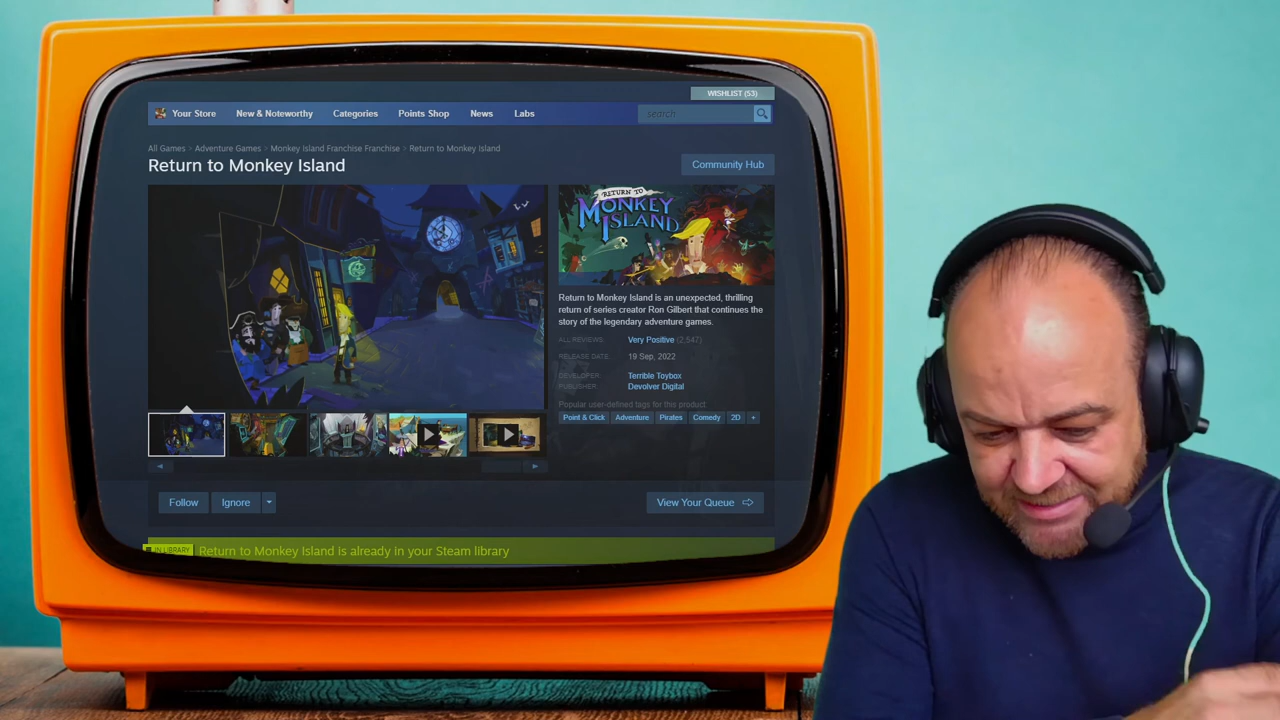 WISHLIST (53)
Your Store New & Noteworthy Categories Points Shop News Labs search
All Games > Adventure Games > Monkey Island Franchise Franchise > Return to Monkey Island
Return to Monkey Island
Community Hub
RETURN TO
MONKEY
ISLAND
Return to Monkey Island is an unexpected, thrilling
return of series creator Ron Gilbert that continues the
story of the legendary adventure games.
ALL REVIEWS: Very Positive (2,547)
RELEASE DATE: 19 Sep, 2022
DEVELOPER: Terrible Toybox
PUBLISHER: Devolver Digital
Popular user-defined tags for this product:
Point & Click Adventure Pirates Comedy 2D +
Follow Ignore View Your Queue
IN LIBRARY Return to Monkey Island is already in your Steam library